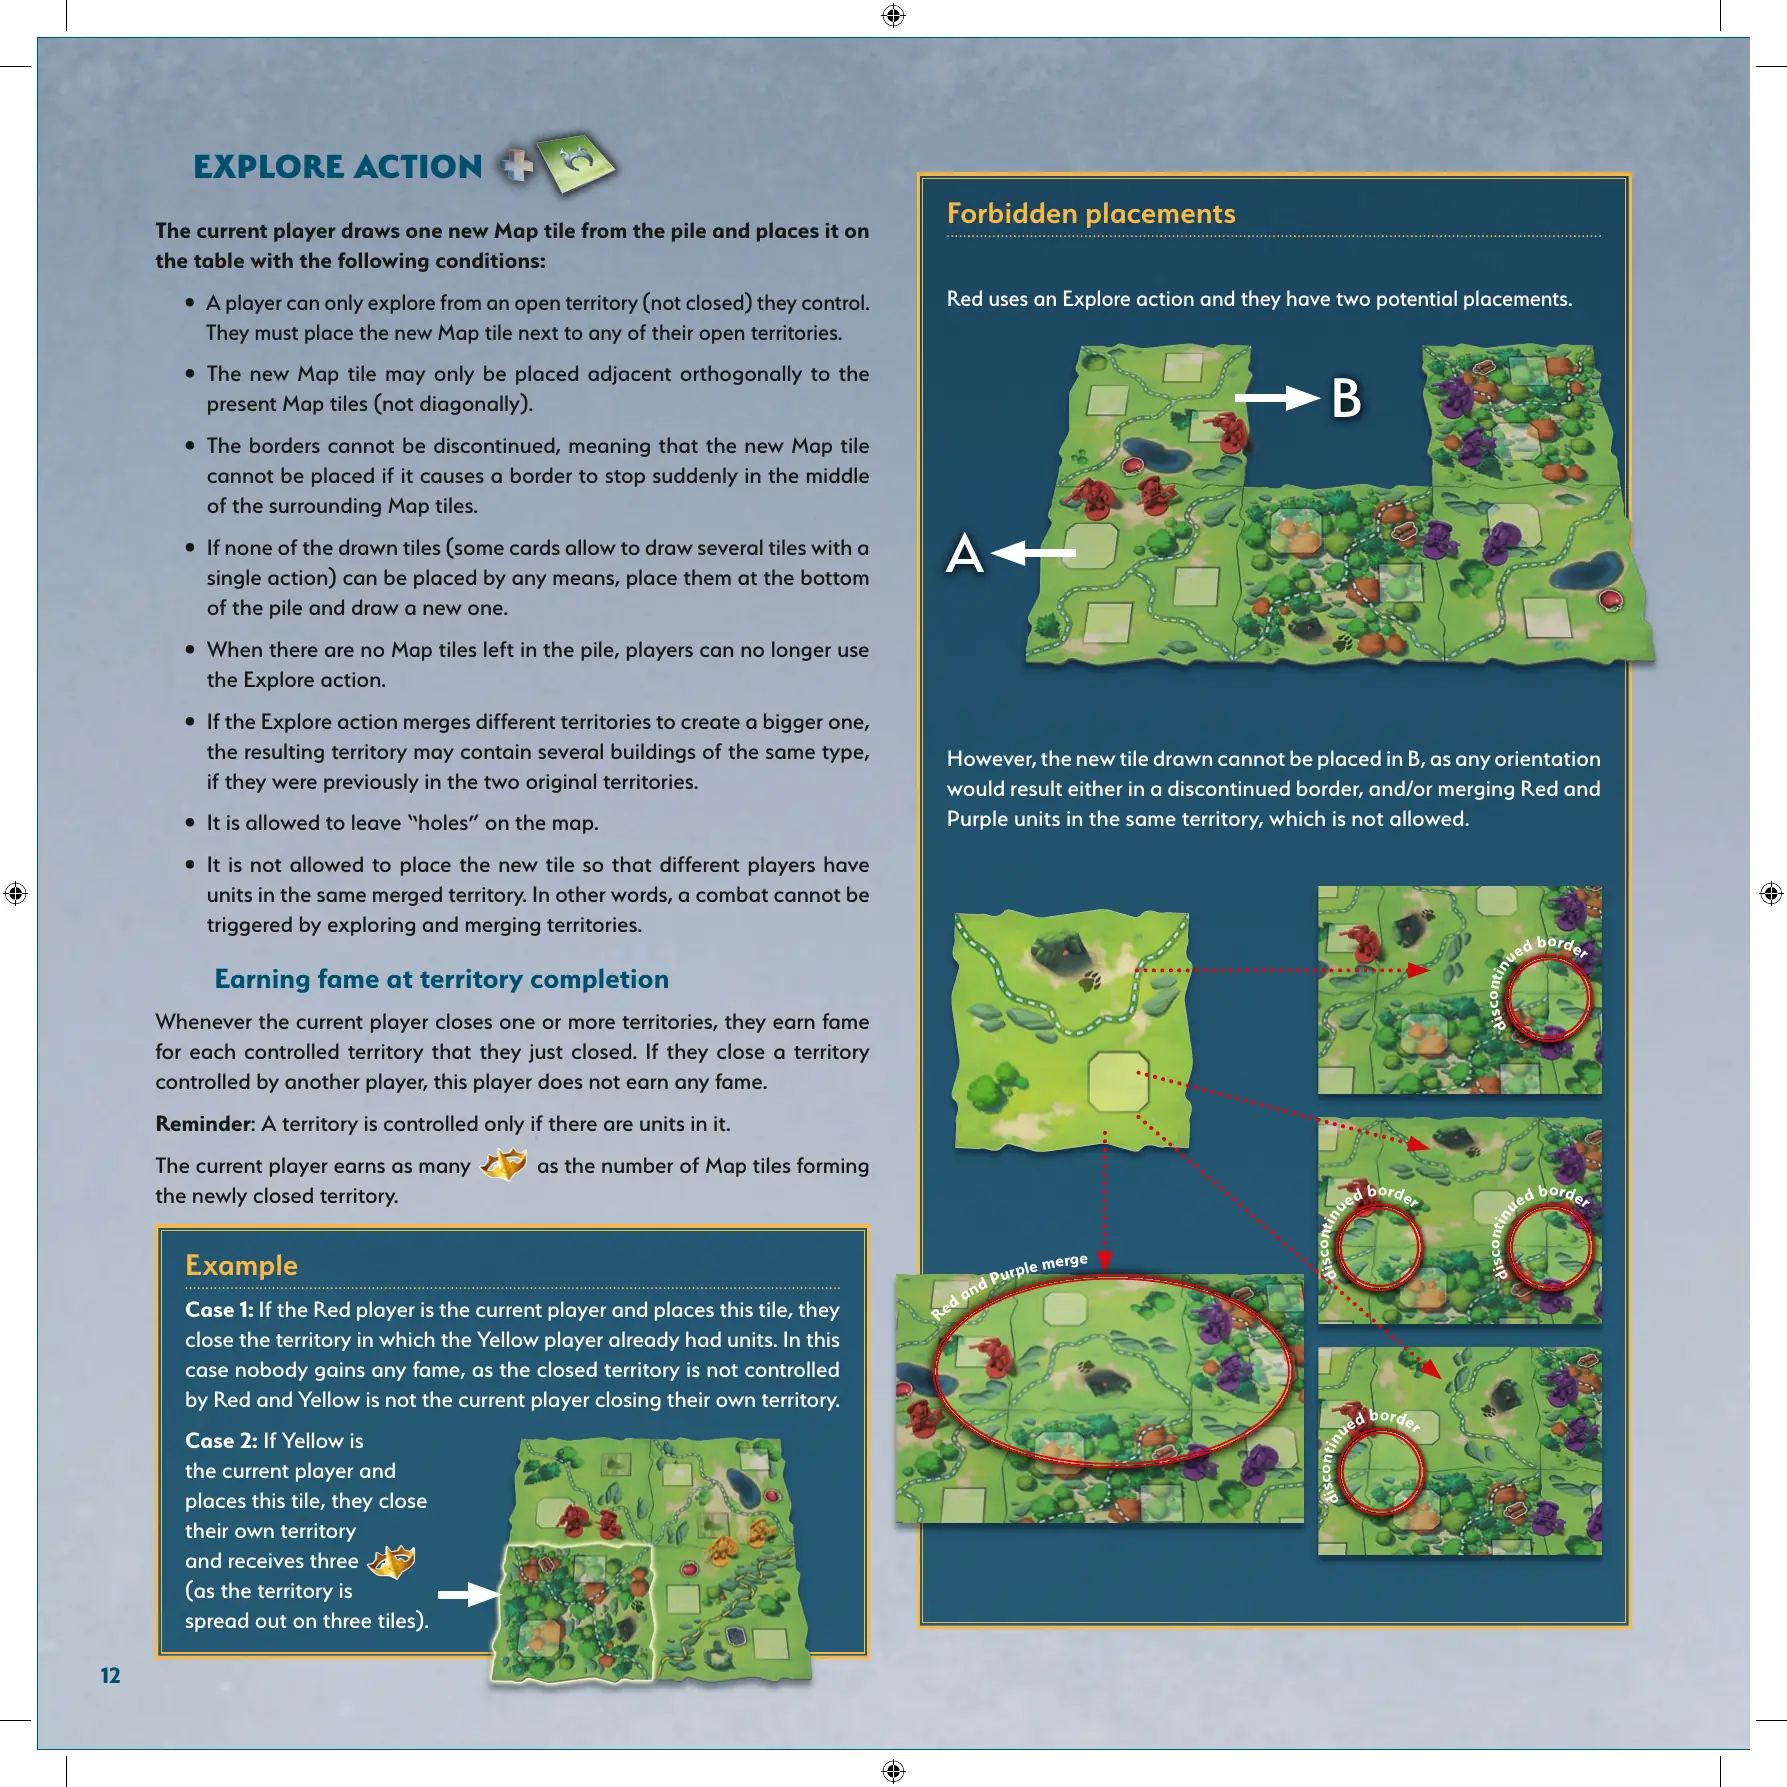 EXPLORE ACTION
The current player draws one new Map tile from the pile and places it on
the table with the following conditions:
• A player can only explore from an open territory (not closed) they control.
They must place the new Map tile next to any of their open territories.
• The new Map tile may only be placed adjacent orthogonally to the
present Map tiles (not diagonally).
• The borders cannot be discontinued, meaning that the new Map tile
cannot be placed if it causes a border to stop suddenly in the middle
of the surrounding Map tiles.
• If none of the drawn tiles (some cards allow to draw several tiles with a
single action) can be placed by any means, place them at the bottom
of the pile and draw a new one.
• When there are no Map tiles left in the pile, players can no longer use
the Explore action.
• If the Explore action merges different territories to create a bigger one,
the resulting territory may contain several buildings of the same type,
if they were previously in the two original territories.
• It is allowed to leave “holes” on the map.
• It is not allowed to place the new tile so that different players have
units in the same merged territory. In other words, a combat cannot be
triggered by exploring and merging territories.
Earning fame at territory completion
Whenever the current player closes one or more territories, they earn fame
for each controlled territory that they just closed. If they close a territory
controlled by another player, this player does not earn any fame.
Reminder: A territory is controlled only if there are units in it.
The current player earns as many as the number of Map tiles forming
the newly closed territory.
Example
Case 1: If the Red player is the current player and places this tile, they
close the territory in which the Yellow player already had units. In this
case nobody gains any fame, as the closed territory is not controlled
by Red and Yellow is not the current player closing their own territory.
Case 2: If Yellow is
the current player and
places this tile, they close
their own territory
and receives three
(as the territory is
spread out on three tiles).
12
Forbidden placements
Red uses an Explore action and they have two potential placements.
B
A
However, the new tile drawn cannot be placed in B, as any orientation
would result either in a discontinued border, and/or merging Red and
Purple units in the same territory, which is not allowed.
discontinued border
discontinued border
discontinued border
Red and Purple merge
discontinued border